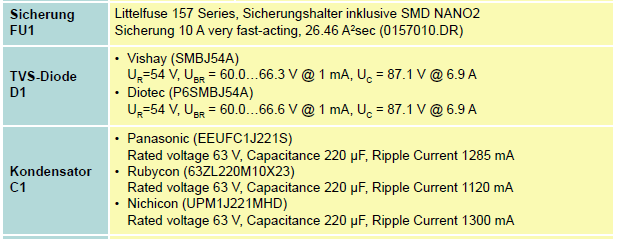 Sicherung
FU1
Littelfuse 157 Series, Sicherungshalter inklusive SMD NANO2
Sicherung 10 A very fast-acting, 26.46 A²sec (0157010.DR)
TVS-Diode
D1
• Vishay (SMBJ54A)
UR=54 V, UBR = 60.0…66.3 V @ 1 mA, UC = 87.1 V @ 6.9 A
• Diotec (P6SMBJ54A)
UR=54 V, UBR = 60.0…66.6 V @ 1 mA, UC = 87.1 V @ 6.9 A
Kondensator
C1
• Panasonic (EEUFC1J221S)
Rated voltage 63 V, Capacitance 220 µF, Ripple Current 1285 mA
• Rubycon (63ZL220M10X23)
Rated voltage 63 V, Capacitance 220 µF, Ripple Current 1120 mA
• Nichicon (UPM1J221MHD)
Rated voltage 63 V, Capacitance 220 µF, Ripple Current 1300 mA